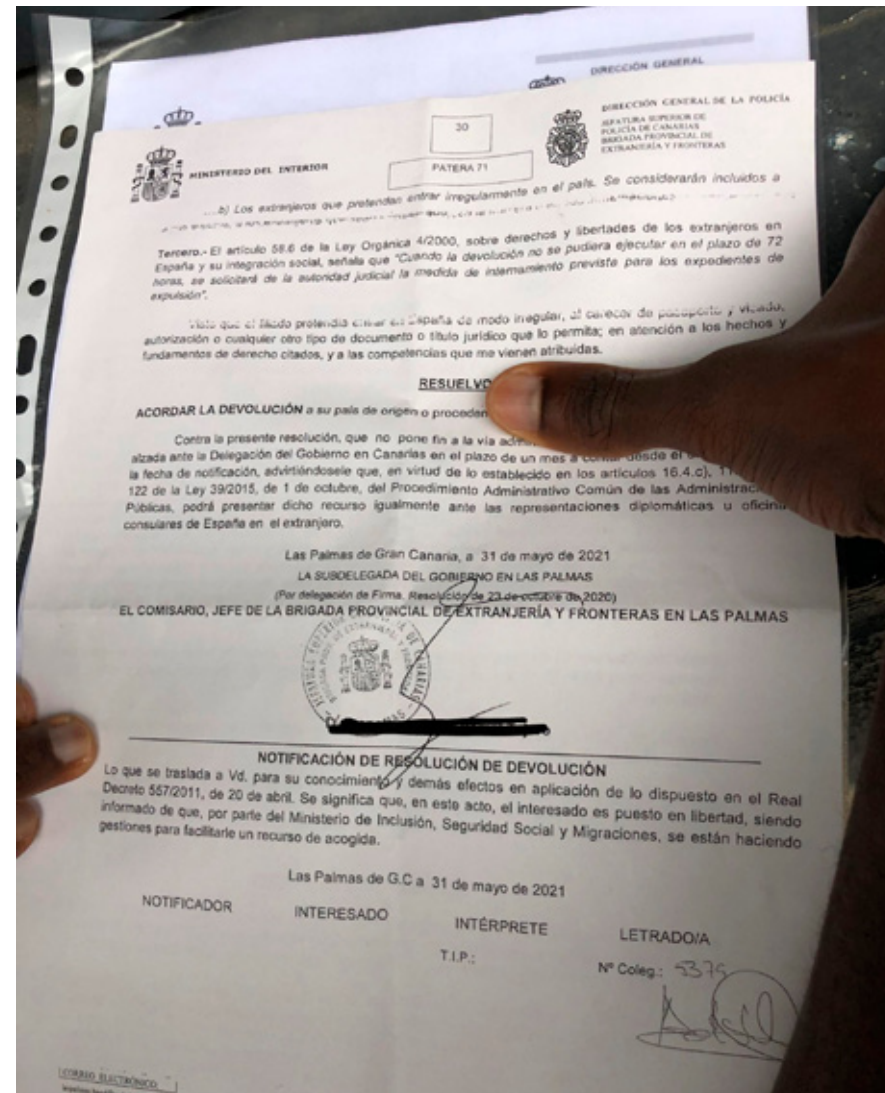 DIRECCIÓN GENERAL
MINISTERIO DEL INTERIOR
30
PATERA 71
DIRECCIÓN GENERAL DE LA POLICÍA
JEFATURA SUPERIOR DE
POLICÍA DE CANARIAS
BRIGADA PROVINCIAL DE
EXTRANJERÍA Y FRONTERAS
....b) Los extranjeros que pretendan entrar irregularmente en el país. Se considerarán incluidos a
Tercero.- El artículo 58.6 de la Ley Orgánica 4/2000, sobre derechos y libertades de los extranjeros en
España y su integración social, señala que "Cuando la devolución no se pudiera ejecutar en el plazo de 72
horas, se solicitará de la autoridad judicial la medida de internamiento prevista para los expedientes de
expulsión".
Visto que el filiado pretendía entrar en España de modo irregular, al carecer de pasaporte y visado,
autorización o cualquier otro tipo de documento o título jurídico que lo permita; en atención a los hechos y
fundamentos de derecho citados, y a las competencias que me vienen atribuidas.
RESUELVO
ACORDAR LA DEVOLUCIÓN a su país de origen o
Contra la presente resolución, que no pone fin a la vía
alzada ante la Delegación del Gobierno en Canarias en el plazo de un mes a contar desde el
la fecha de notificación, advirtiéndosele que, en virtud de lo establecido en los artículos 16.4.c),
122 de la Ley 39/2015, de 1 de octubre, del Procedimiento Administrativo Común de las
Públicas, podrá presentar dicho recurso igualmente ante las representaciones diplomáticas u
consulares de España en el extranjero.
Las Palmas de Gran Canaria, a 31 de mayo de 2021
LA SUBDELEGADA DEL GOBIERNO EN LAS PALMAS
(Por delegación de Firma. Resolución de 23 de octubre de 2020)
EL COMISARIO, JEFE DE LA BRIGADA PROVINCIAL DE EXTRANJERÍA Y FRONTERAS EN LAS PALMAS
NOTIFICACIÓN DE RESOLUCIÓN DE DEVOLUCIÓN
Lo que se traslada a Vd. para su conocimiento y demás efectos en aplicación de lo dispuesto en el Real
Decreto 557/2011, de 20 de abril. Se significa que, en este acto, el interesado es puesto en libertad, siendo
informado de que, por parte del Ministerio de Inclusión, Seguridad Social y Migraciones, se están haciendo
gestiones para facilitarle un recurso de acogida.
Las Palmas de G.C a 31 de mayo de 2021
NOTIFICADOR INTERESADO INTÉRPRETE LETRADO/A
T.I.P.: Nº Coleg.: 5375
CORREO ELECTRÓNICO